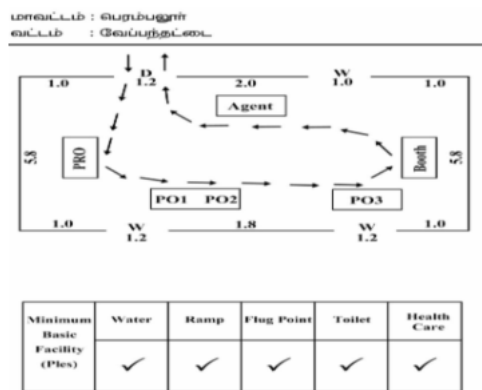 மாவட்டம் : பெரம்பலூர்
வட்டம் : வேப்பந்தட்டை
D W
1.0 1.2 2.0 1.0 1.0
Agent
5.8 PRO Booth 5.8
PO1 PO2 PO3
1.0 W 1.8 W 1.0
1.2 1.2
Minimum Basic Facility (Ples) Water Ramp Flug Point Toilet Health Care
✓ ✓ ✓ ✓ ✓